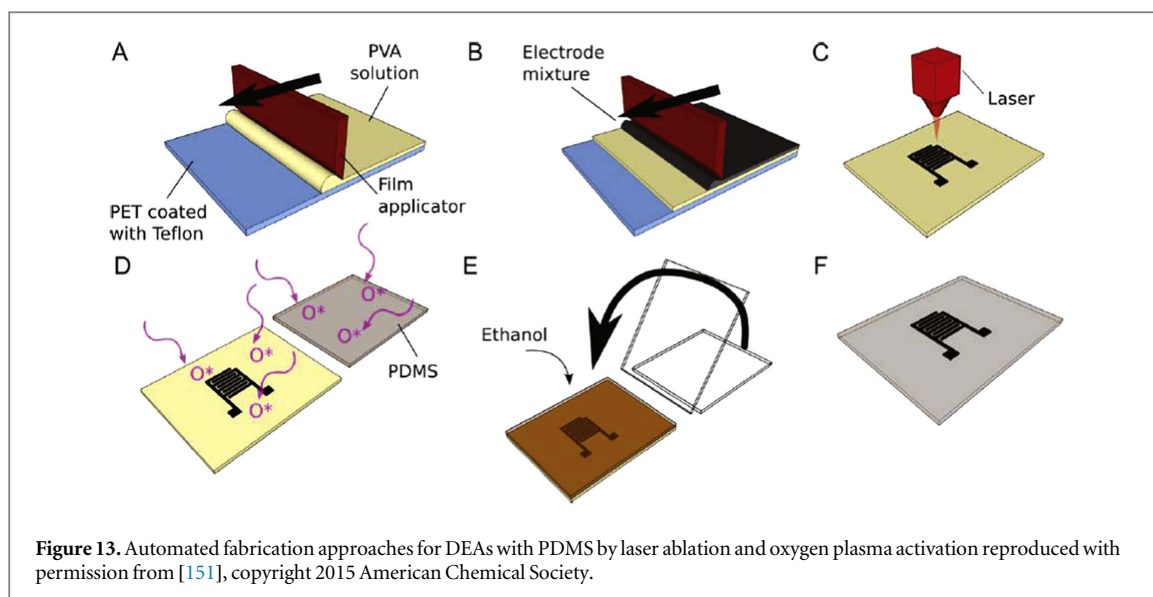 A
PVA
solution
Film
applicator
PET coated
with Teflon
B
Electrode
mixture
C
Laser
D
O*
O*
O*
O*
O*
O*
PDMS
E
Ethanol
F
Figure 13. Automated fabrication approaches for DEAs with PDMS by laser ablation and oxygen plasma activation reproduced with
permission from [151], copyright 2015 American Chemical Society.